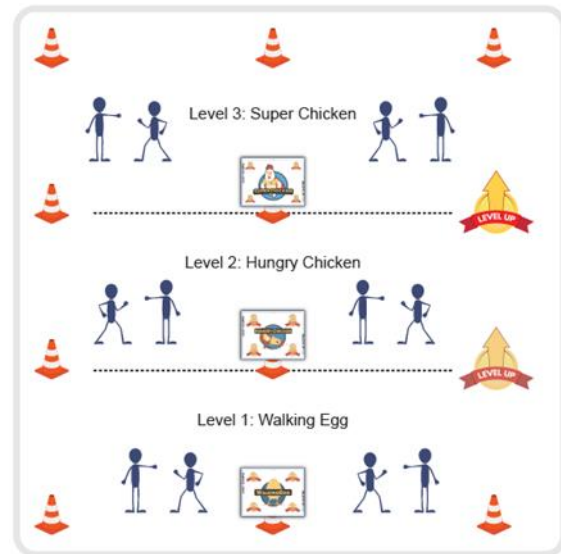 Level 3: Super Chicken
LEVEL UP
Level 2: Hungry Chicken
LEVEL UP
Level 1: Walking Egg